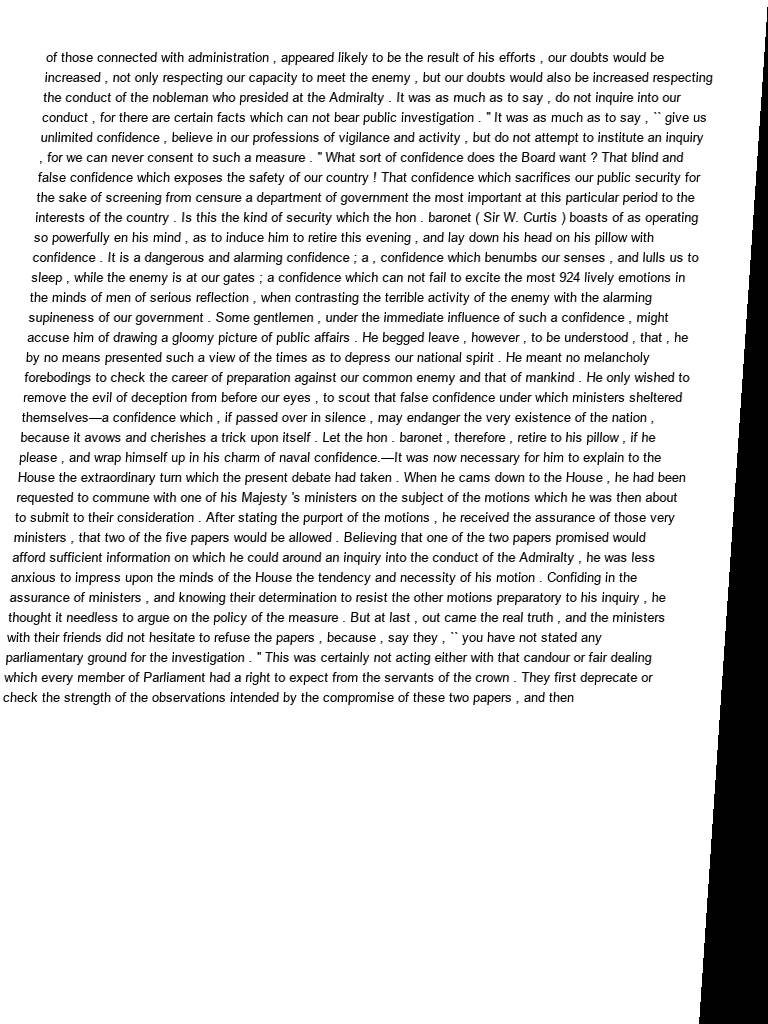 of those connected with administration , appeared likely to be the result of his efforts , our doubts would be
increased , not only respecting our capacity to meet the enemy , but our doubts would also be increased respecting
the conduct of the nobleman who presided at the Admiralty . It was as much as to say , do not inquire into our
conduct , for there are certain facts which can not bear public investigation . " It was as much as to say , `` give us
unlimited confidence , believe in our professions of vigilance and activity , but do not attempt to institute an inquiry
, for we can never consent to such a measure . " What sort of confidence does the Board want ? That blind and
false confidence which exposes the safety of our country ! That confidence which sacrifices our public security for
the sake of screening from censure a department of government the most important at this particular period to the
interests of the country . Is this the kind of security which the hon . baronet ( Sir W. Curtis ) boasts of as operating
so powerfully en his mind , as to induce him to retire this evening , and lay down his head on his pillow with
confidence . It is a dangerous and alarming confidence ; a , confidence which benumbs our senses , and lulls us to
sleep , while the enemy is at our gates ; a confidence which can not fail to excite the most 924 lively emotions in
the minds of men of serious reflection , when contrasting the terrible activity of the enemy with the alarming
supineness of our government . Some gentlemen , under the immediate influence of such a confidence , might
accuse him of drawing a gloomy picture of public affairs . He begged leave , however , to be understood , that , he
by no means presented such a view of the times as to depress our national spirit . He meant no melancholy
forebodings to check the career of preparation against our common enemy and that of mankind . He only wished to
remove the evil of deception from before our eyes , to scout that false confidence under which ministers sheltered
themselves—a confidence which , if passed over in silence , may endanger the very existence of the nation ,
because it avows and cherishes a trick upon itself . Let the hon . baronet , therefore , retire to his pillow , if he
please , and wrap himself up in his charm of naval confidence.—It was now necessary for him to explain to the
House the extraordinary turn which the present debate had taken . When he cams down to the House , he had been
requested to commune with one of his Majesty 's ministers on the subject of the motions which he was then about
to submit to their consideration . After stating the purport of the motions , he received the assurance of those very
ministers , that two of the five papers would be allowed . Believing that one of the two papers promised would
afford sufficient information on which he could around an inquiry into the conduct of the Admiralty , he was less
anxious to impress upon the minds of the House the tendency and necessity of his motion . Confiding in the
assurance of ministers , and knowing their determination to resist the other motions preparatory to his inquiry , he
thought it needless to argue on the policy of the measure . But at last , out came the real truth , and the ministers
with their friends did not hesitate to refuse the papers , because , say they , `` you have not stated any
parliamentary ground for the investigation . " This was certainly not acting either with that candour or fair dealing
which every member of Parliament had a right to expect from the servants of the crown . They first deprecate or
check the strength of the observations intended by the compromise of these two papers , and then